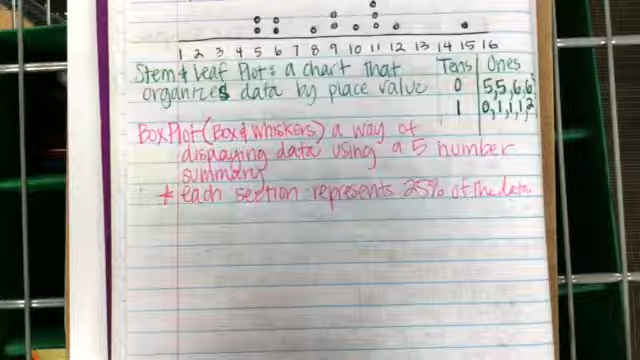 1 2 3 4 5 6 7 8 9 10 11 12 13 14 15 16
Stem & Leaf Plot: a chart that Tens Ones
organizes data by place value 0 5,5,6,6
1 0,1,1,1,2
Box Plot (Box & Whiskers) a way of
displaying data using a 5 number
summary
* each section represents 25% of the data